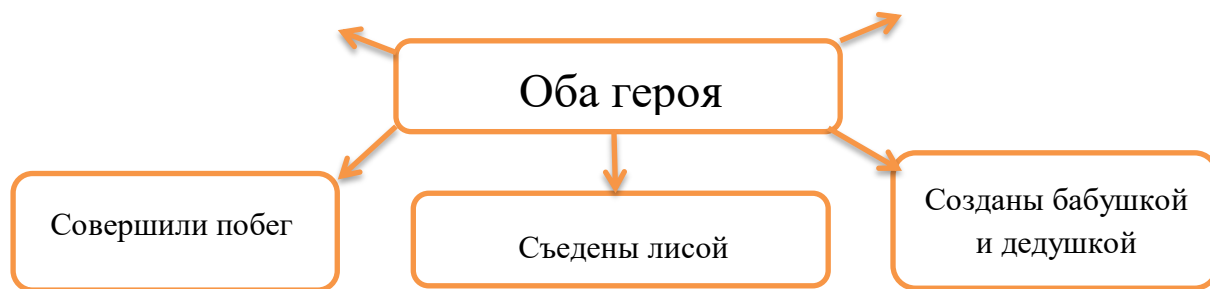 Оба героя
Совершили побег
Съедены лисой
Созданы бабушкой
и дедушкой